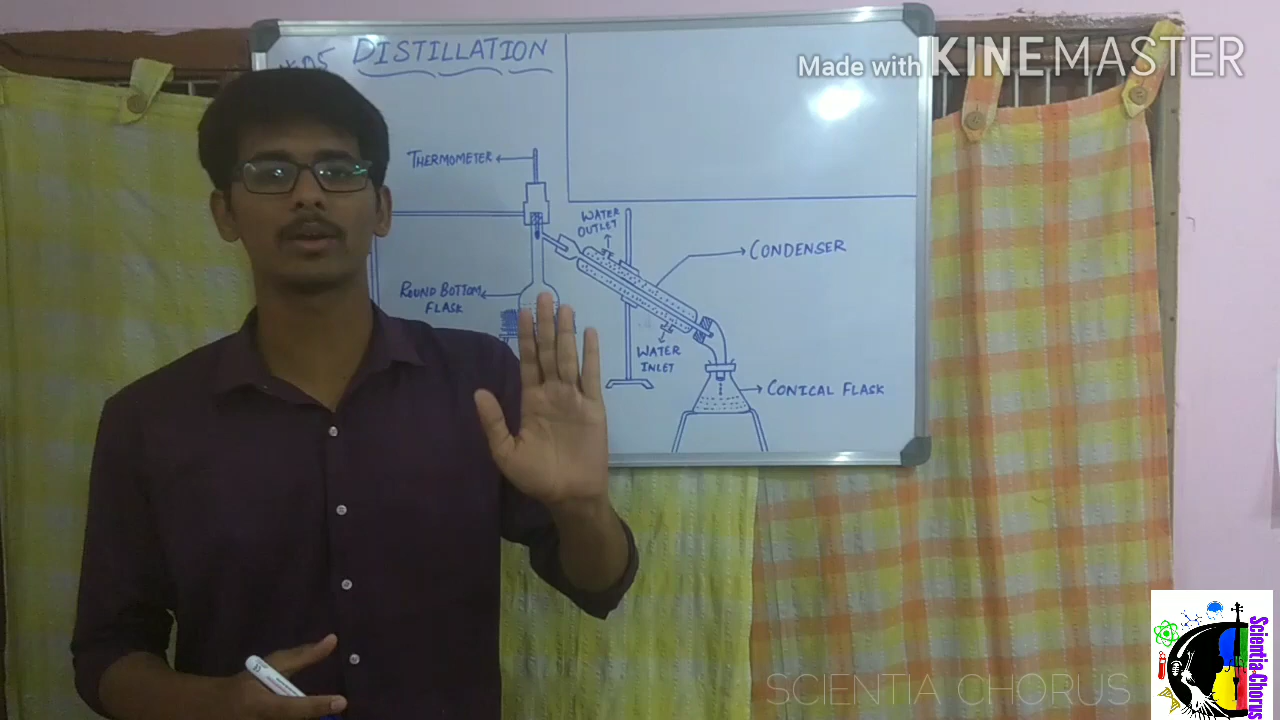 DISTILLATION
Made with KINEMASTER
THERMOMETER
WATER
OUTLET
CONDENSER
ROUND BOTTOM
FLASK
WATER
INLET
CONICAL FLASK
SCIENTIA CHORUS
Scientia-Chorus